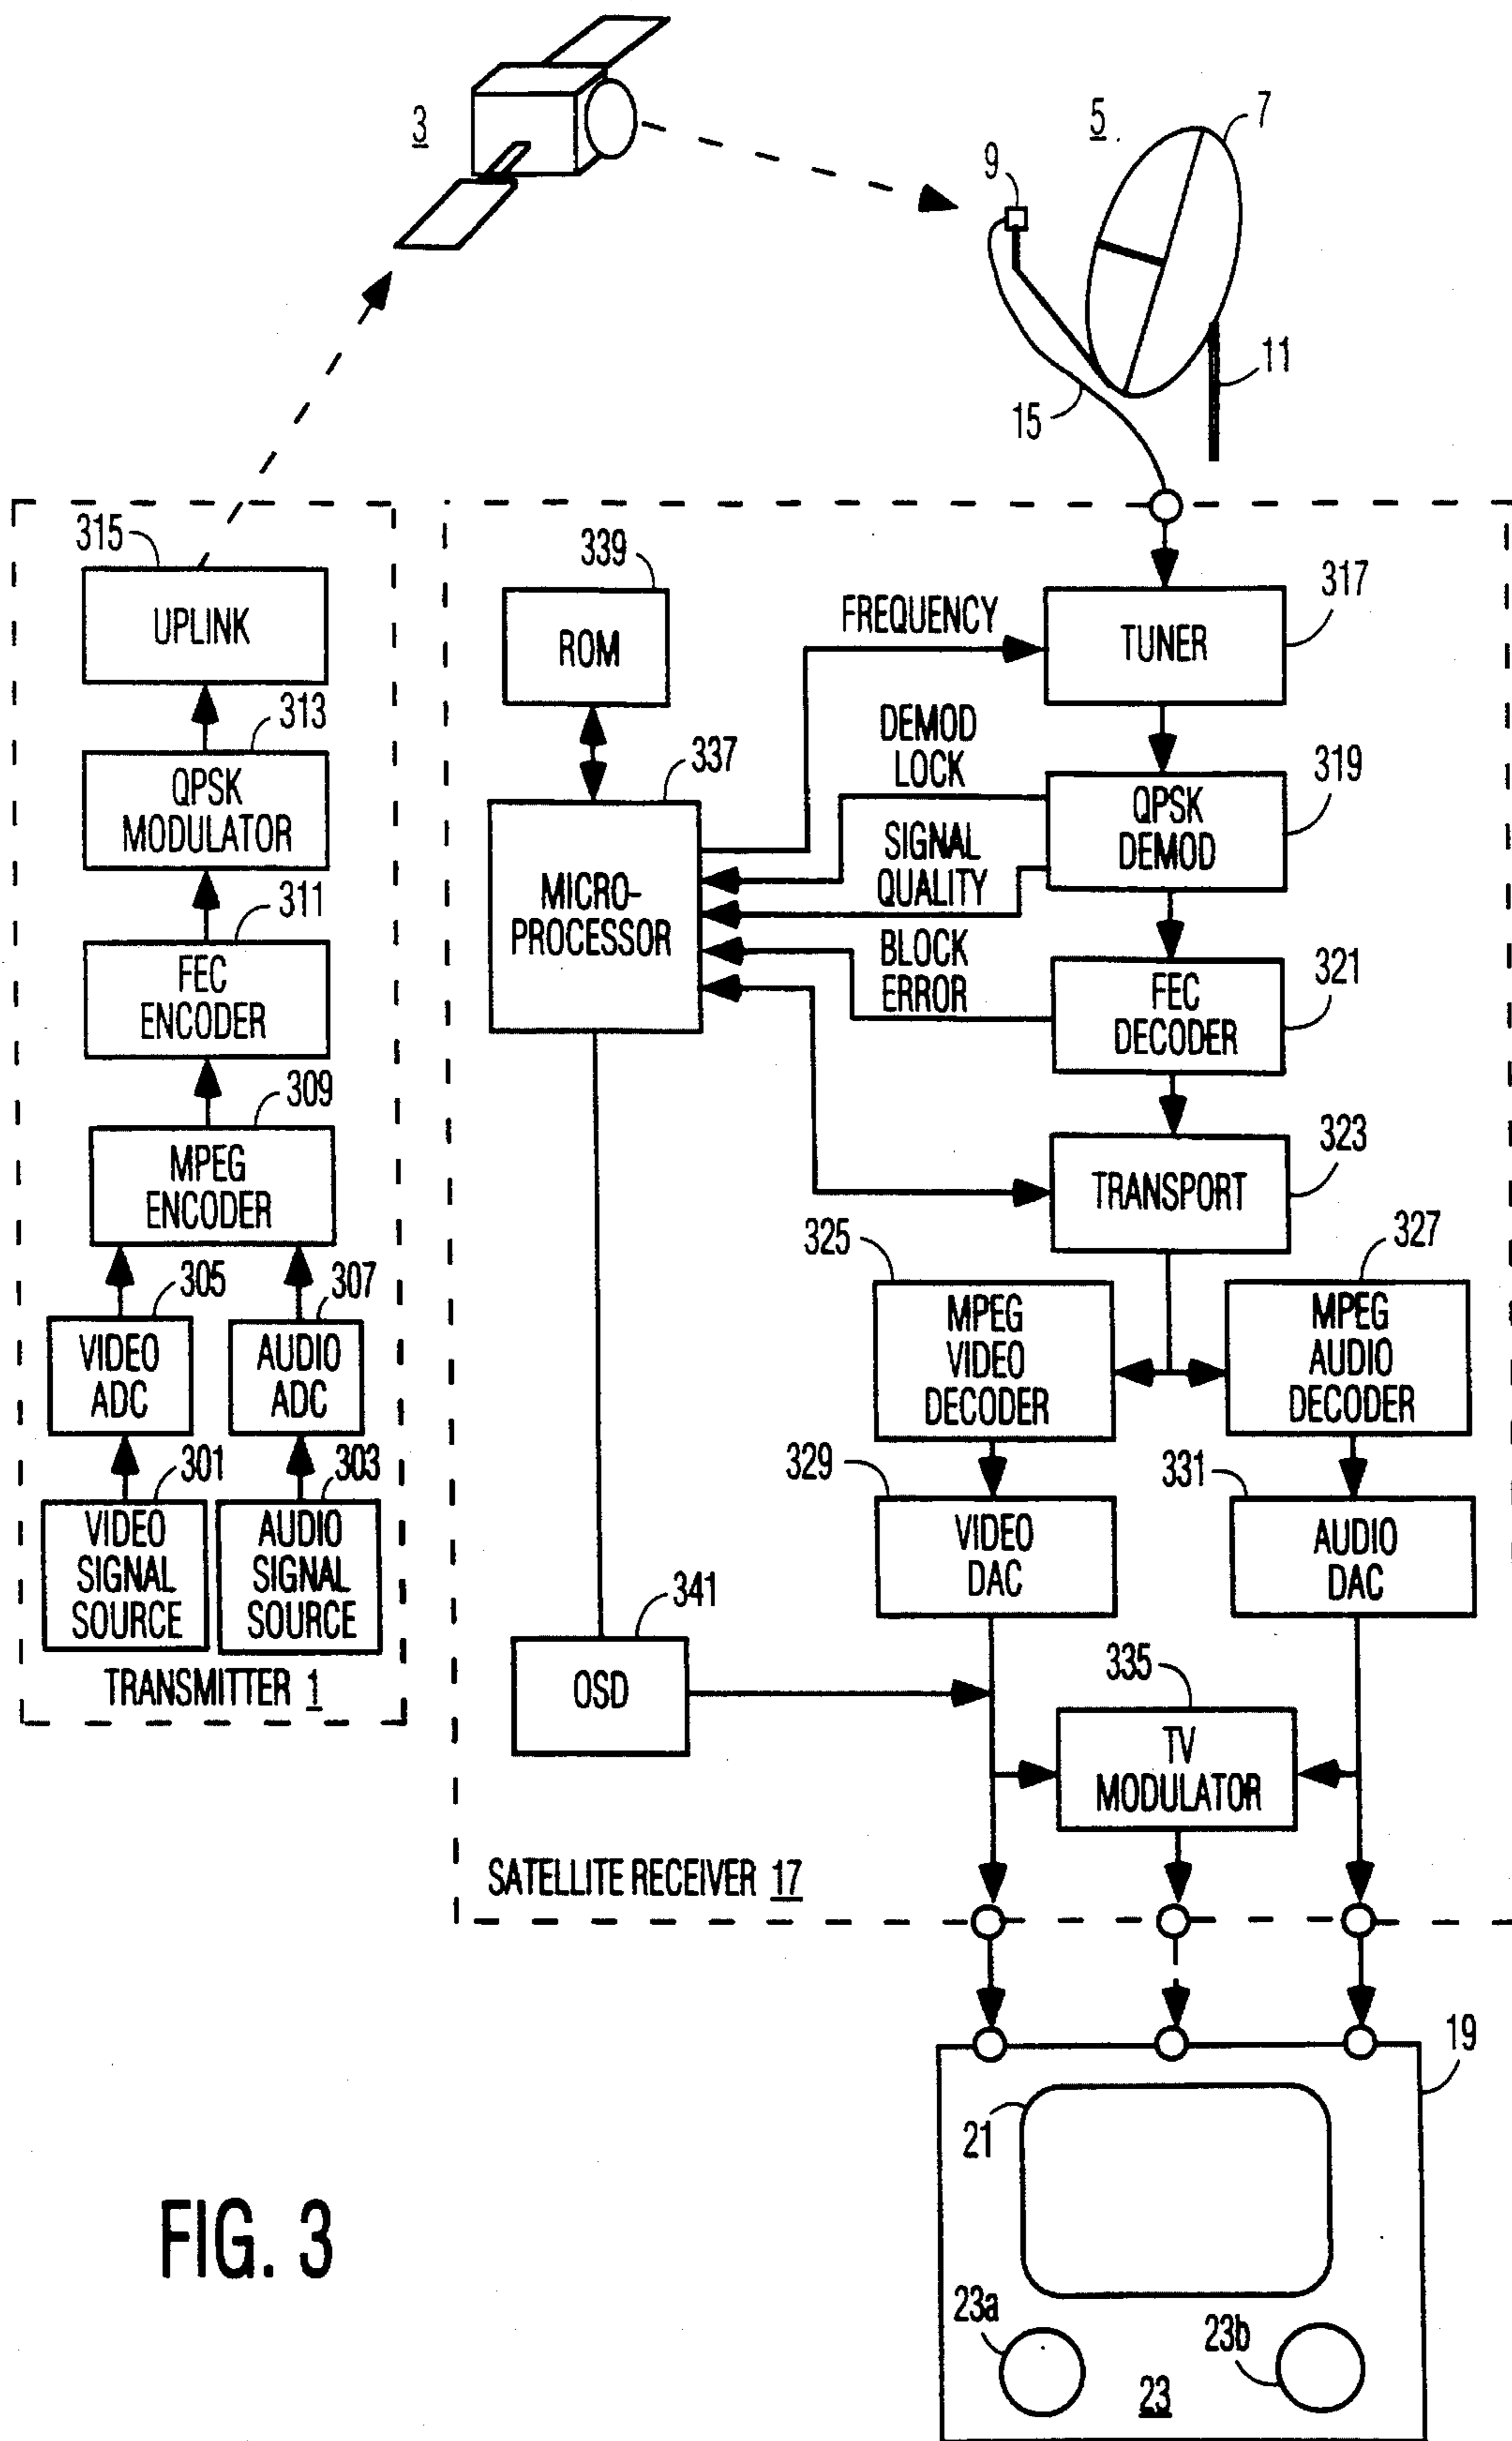 3
5
7
9
11
15
315
UPLINK
313
QPSK
MODULATOR
311
FEC
ENCODER
309
MPEG
ENCODER
305
VIDEO
ADC
307
AUDIO
ADC
301
VIDEO
SIGNAL
SOURCE
303
AUDIO
SIGNAL
SOURCE
TRANSMITTER 1
339
ROM
FREQUENCY
317
TUNER
337
MICRO-
PROCESSOR
DEMOD
LOCK
SIGNAL
QUALITY
319
QPSK
DEMOD
BLOCK
ERROR
321
FEC
DECODER
323
TRANSPORT
325
MPEG
VIDEO
DECODER
327
MPEG
AUDIO
DECODER
329
VIDEO
DAC
331
AUDIO
DAC
341
OSD
335
TV
MODULATOR
SATELLITE RECEIVER 17
19
21
23a
23b
23
FIG. 3